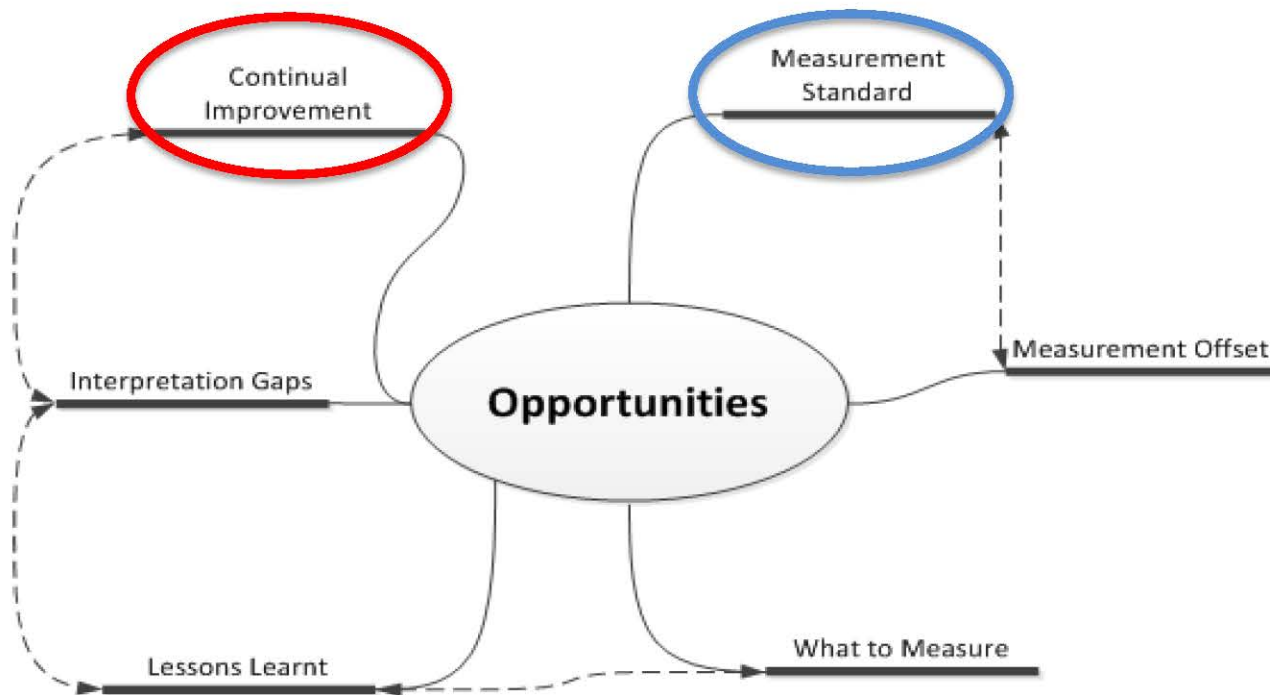 Continual
Improvement
Measurement
Standard
Interpretation Gaps
Opportunities
Measurement Offset
Lessons Learnt
What to Measure